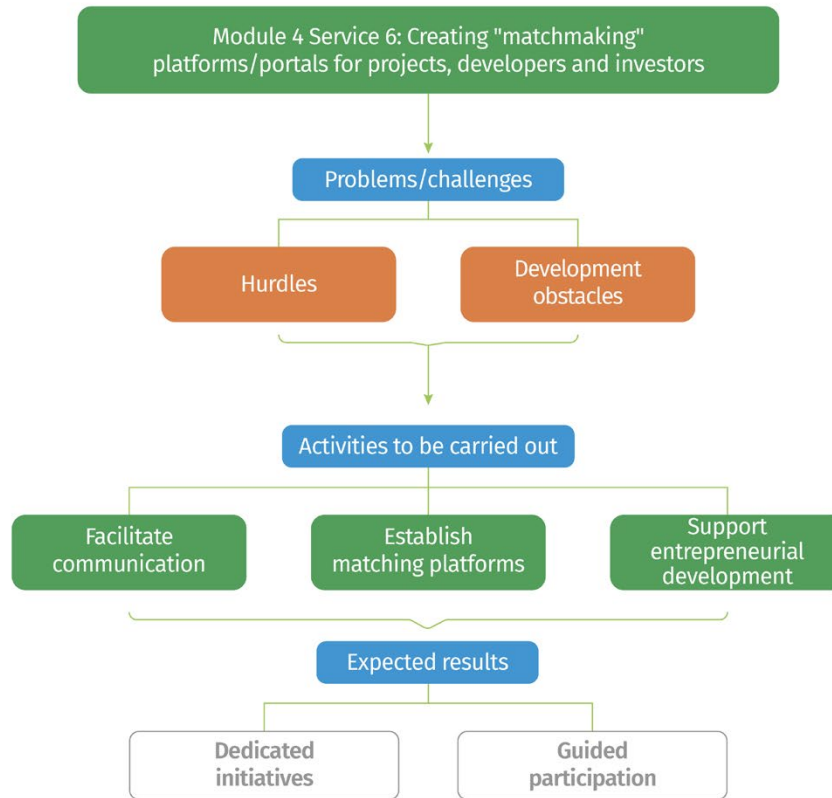 Module 4 Service 6: Creating "matchmaking"
platforms/portals for projects, developers and investors
Problems/challenges
Hurdles
Development
obstacles
Activities to be carried out
Facilitate
communication
Establish
matching platforms
Support
entrepreneurial
development
Expected results
Dedicated
initiatives
Guided
participation